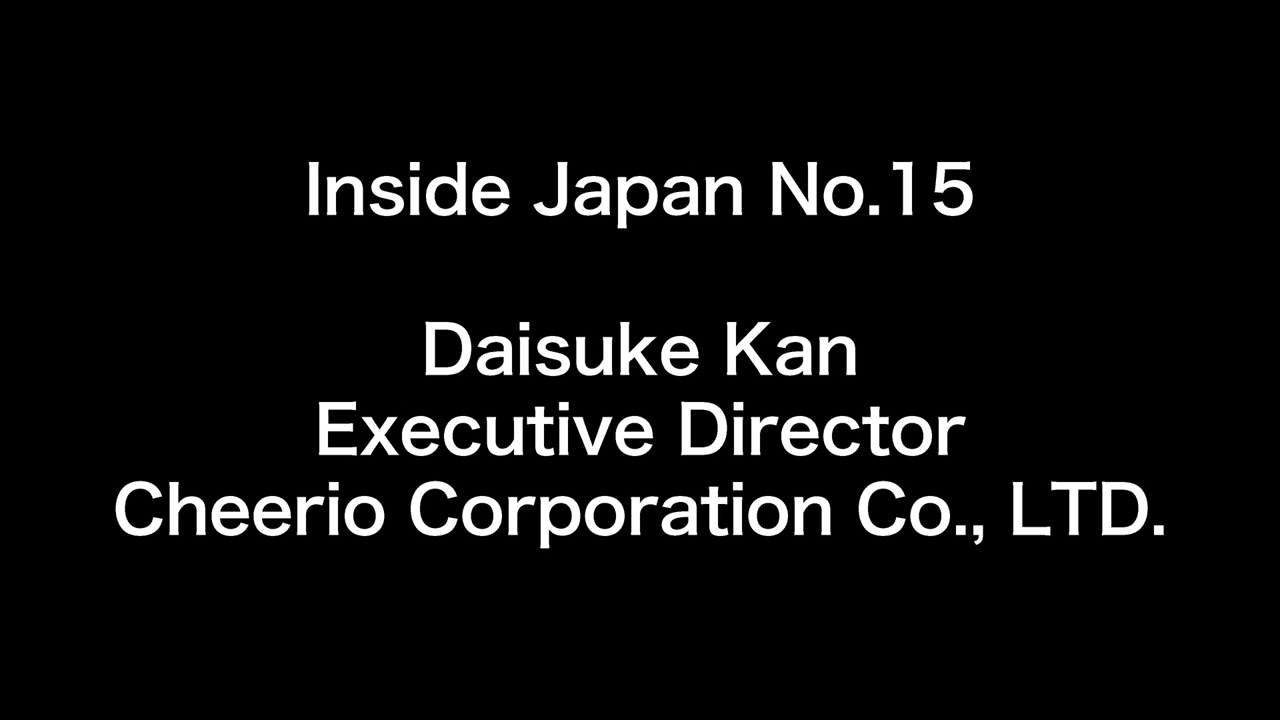 Inside Japan No.15
Daisuke Kan
Executive Director
Cheerio Corporation Co., LTD.